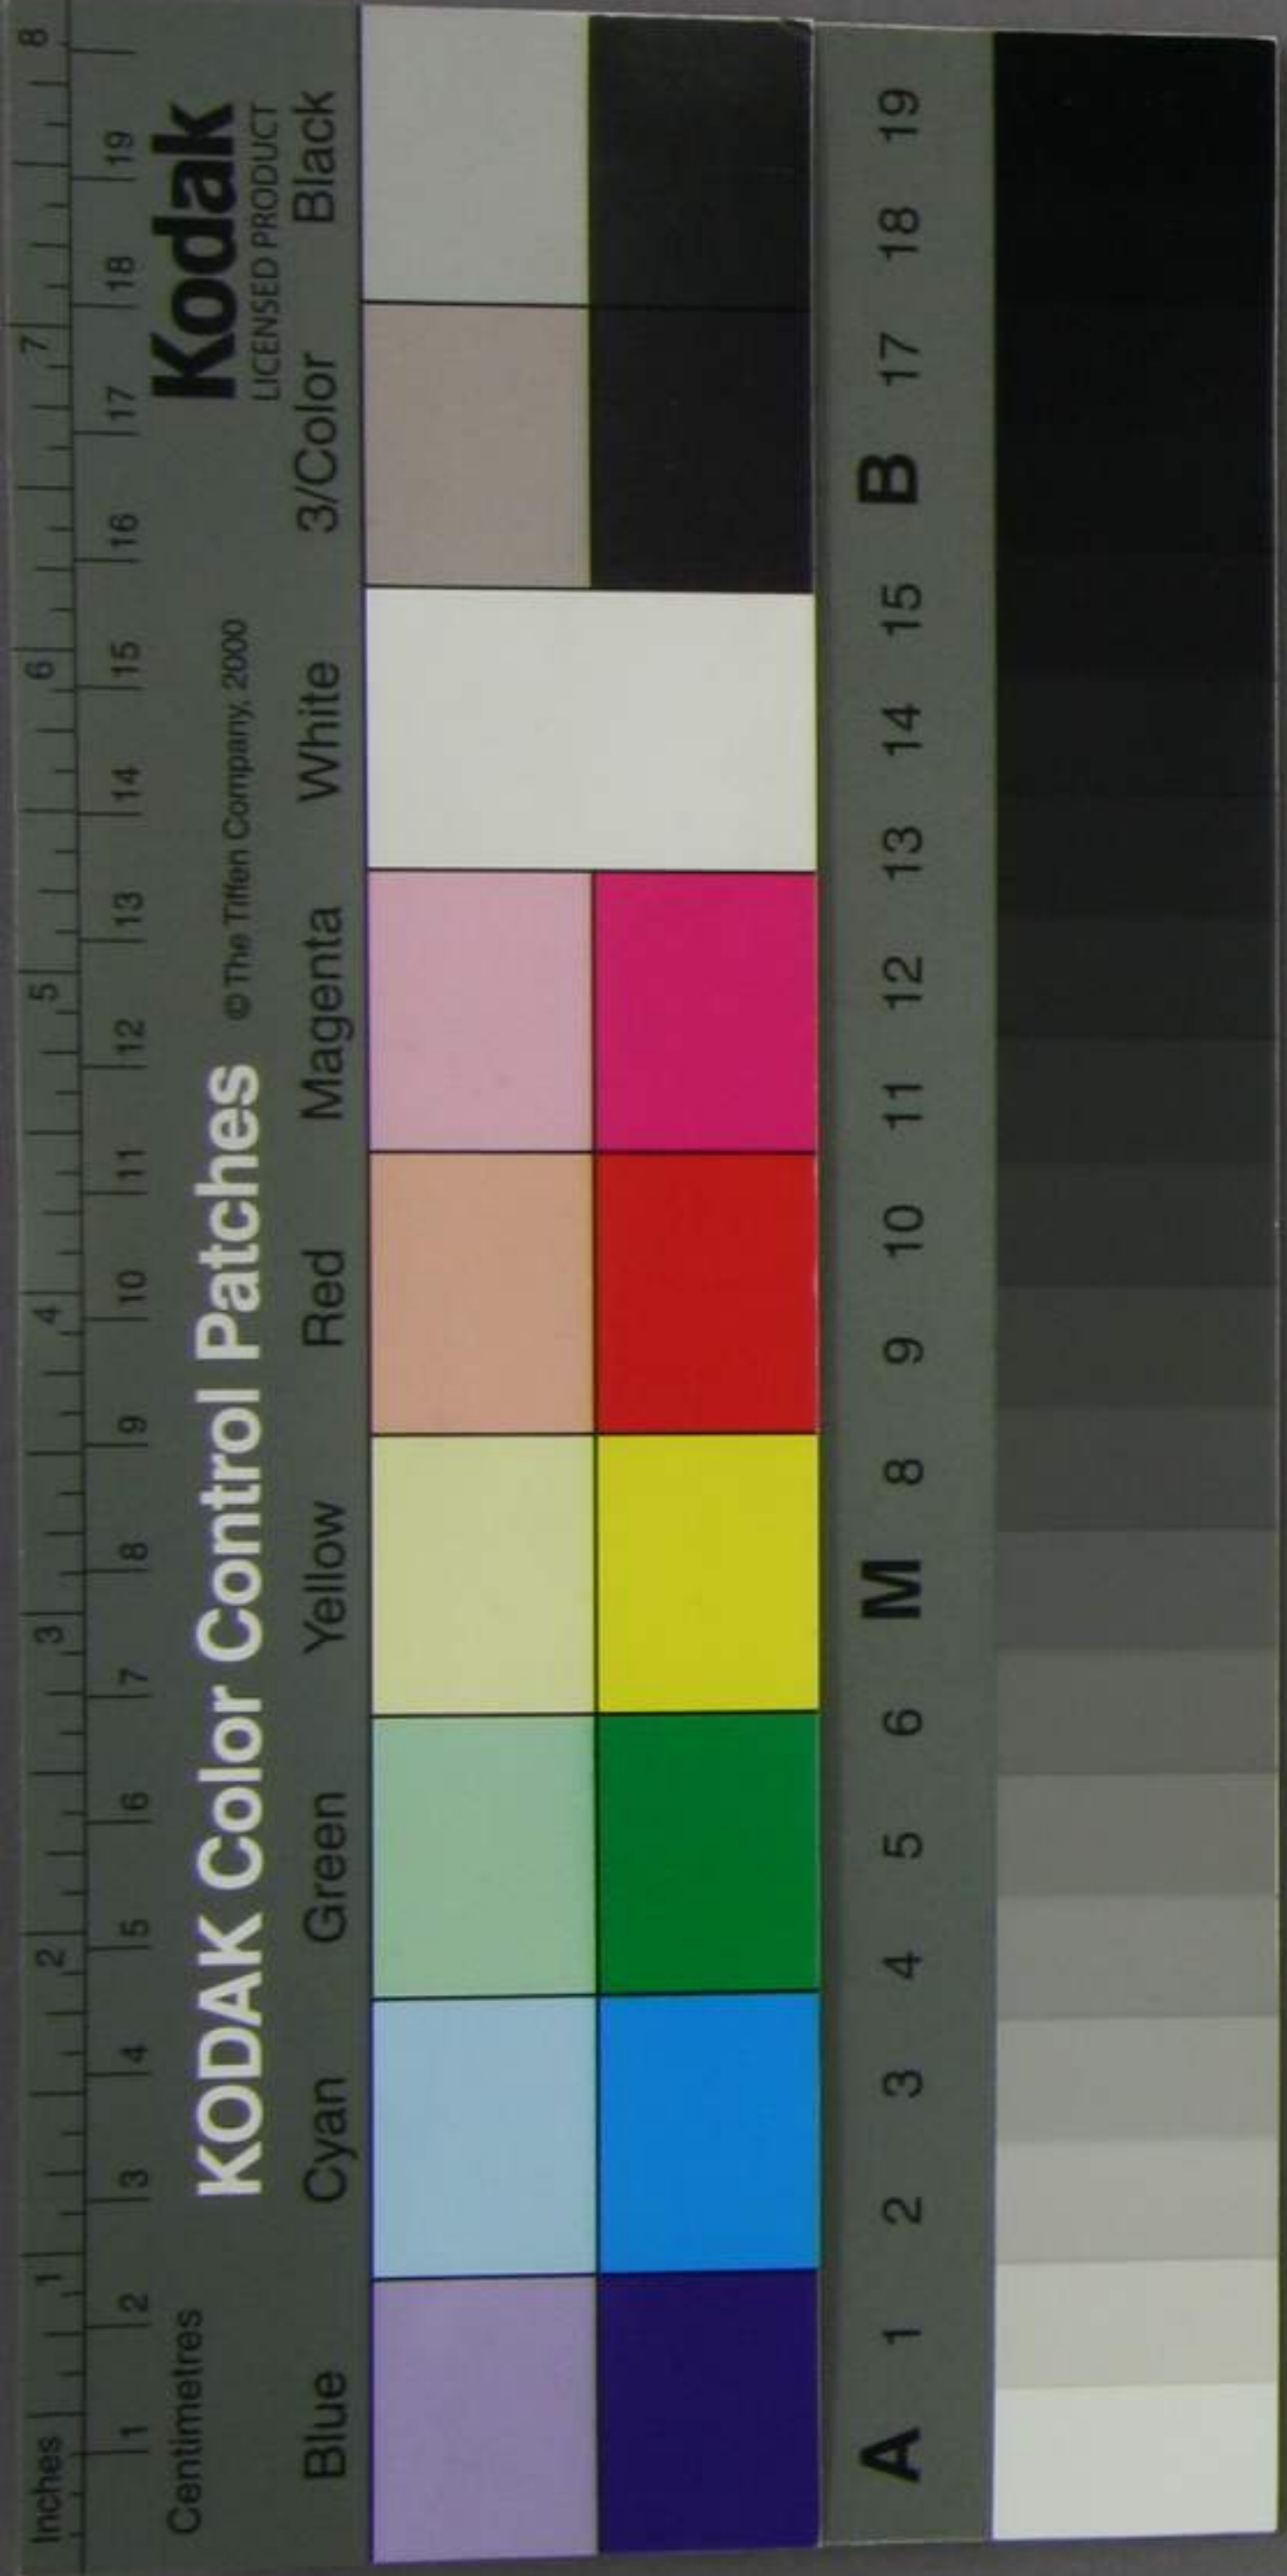 Inches 1 2 3 4 5 6 7 8
1 2 3 4 5 6 7 8 9 10 11 12 13 14 15 16 17 18 19
Centimetres
KODAK Color Control Patches © The Tiffen Company, 2000
Kodak
LICENSED PRODUCT
Blue Cyan Green Yellow Red Magenta White 3/Color Black
A 1 2 3 4 5 6 M 8 9 10 11 12 13 14 15 B 17 18 19